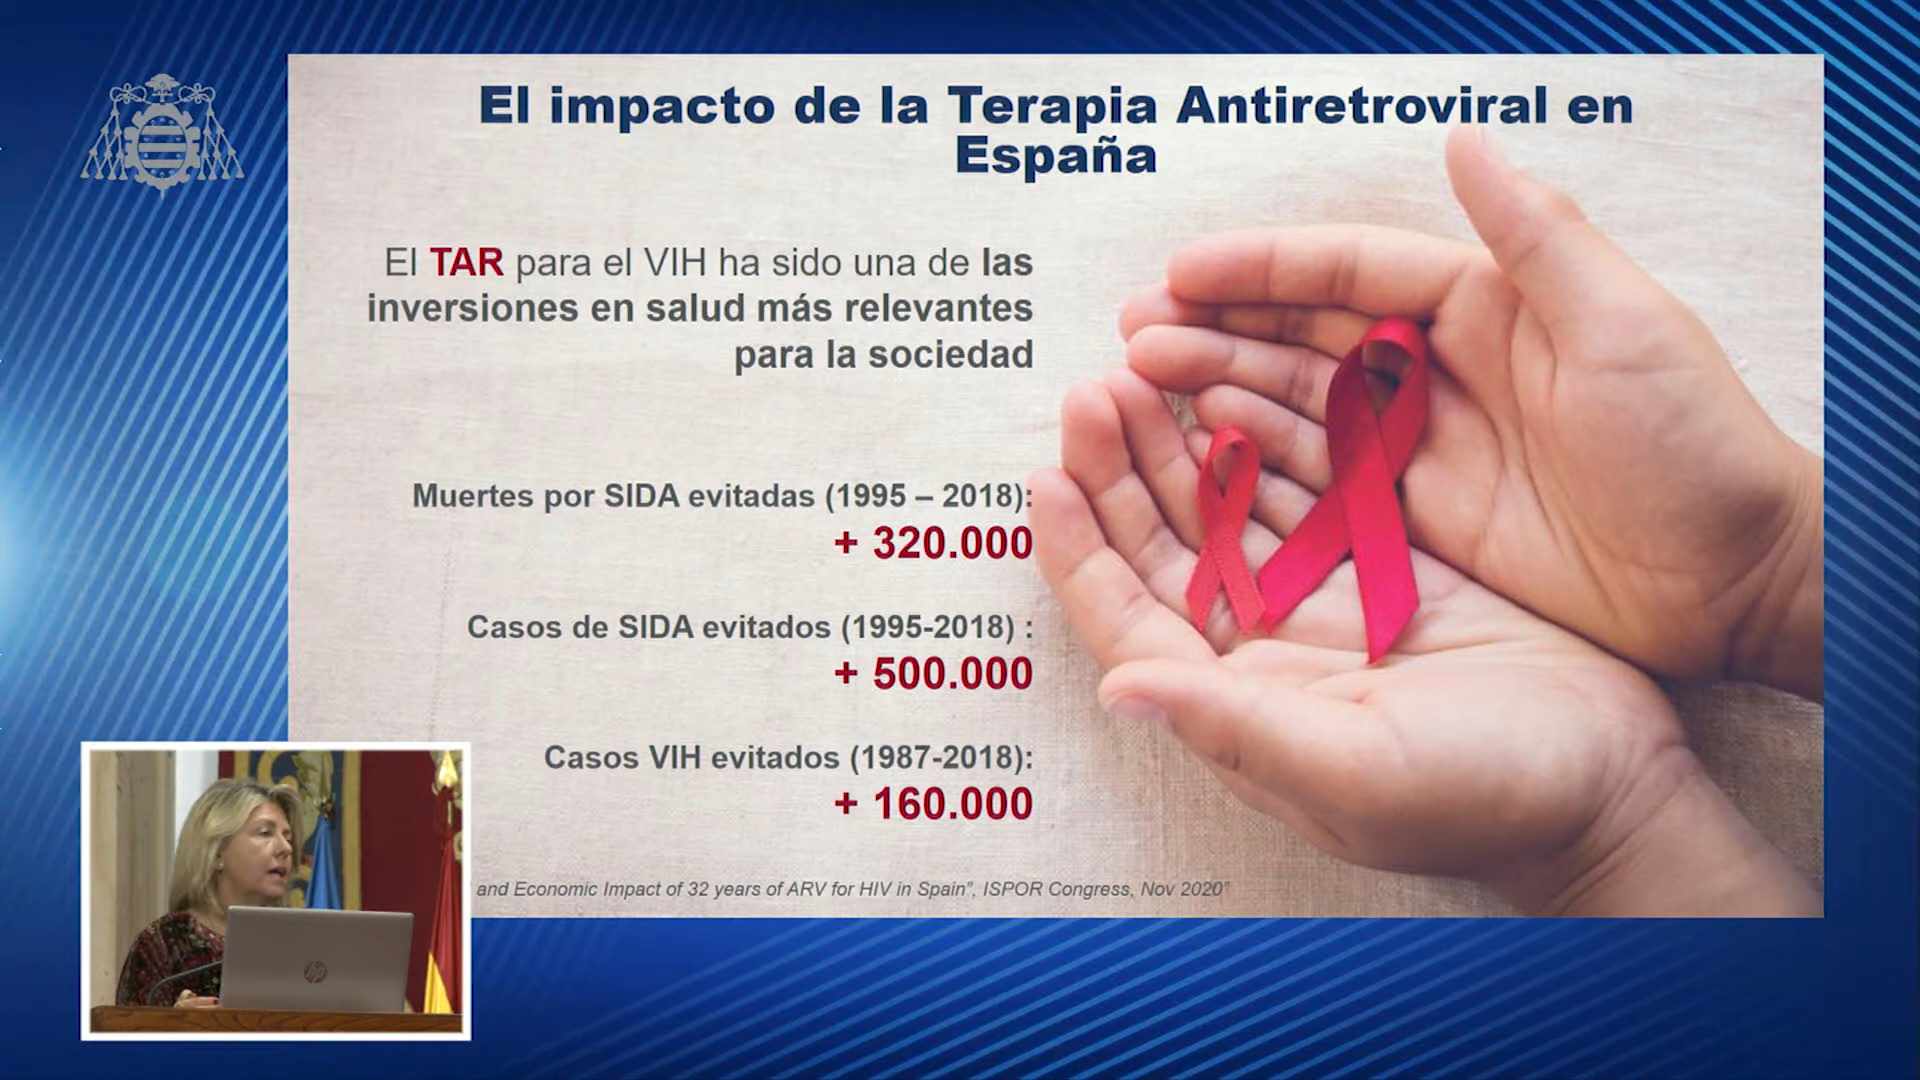 El impacto de la Terapia Antiretroviral en
España
El TAR para el VIH ha sido una de las
inversiones en salud más relevantes
para la sociedad
Muertes por SIDA evitadas (1995 – 2018):
+ 320.000
Casos de SIDA evitados (1995-2018) :
+ 500.000
Casos VIH evitados (1987-2018):
+ 160.000
and Economic Impact of 32 years of ARV for HIV in Spain”, ISPOR Congress, Nov 2020”
hp